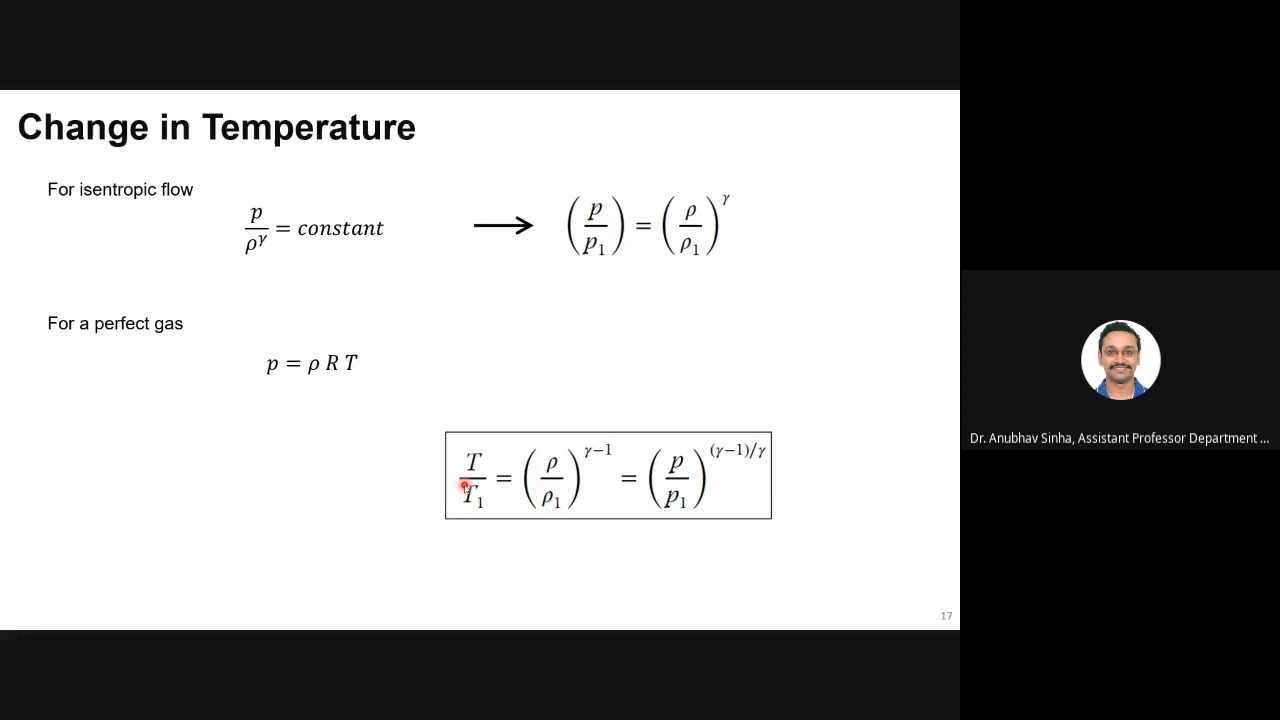 Change in Temperature
For isentropic flow
p/ρ^γ = constant ⟶ (p/p₁) = (ρ/ρ₁)^γ
For a perfect gas
p = ρ R T
T/T₁ = (ρ/ρ₁)^(γ−1) = (p/p₁)^((γ−1)/γ)
17
Dr. Anubhav Sinha, Assistant Professor Department ...